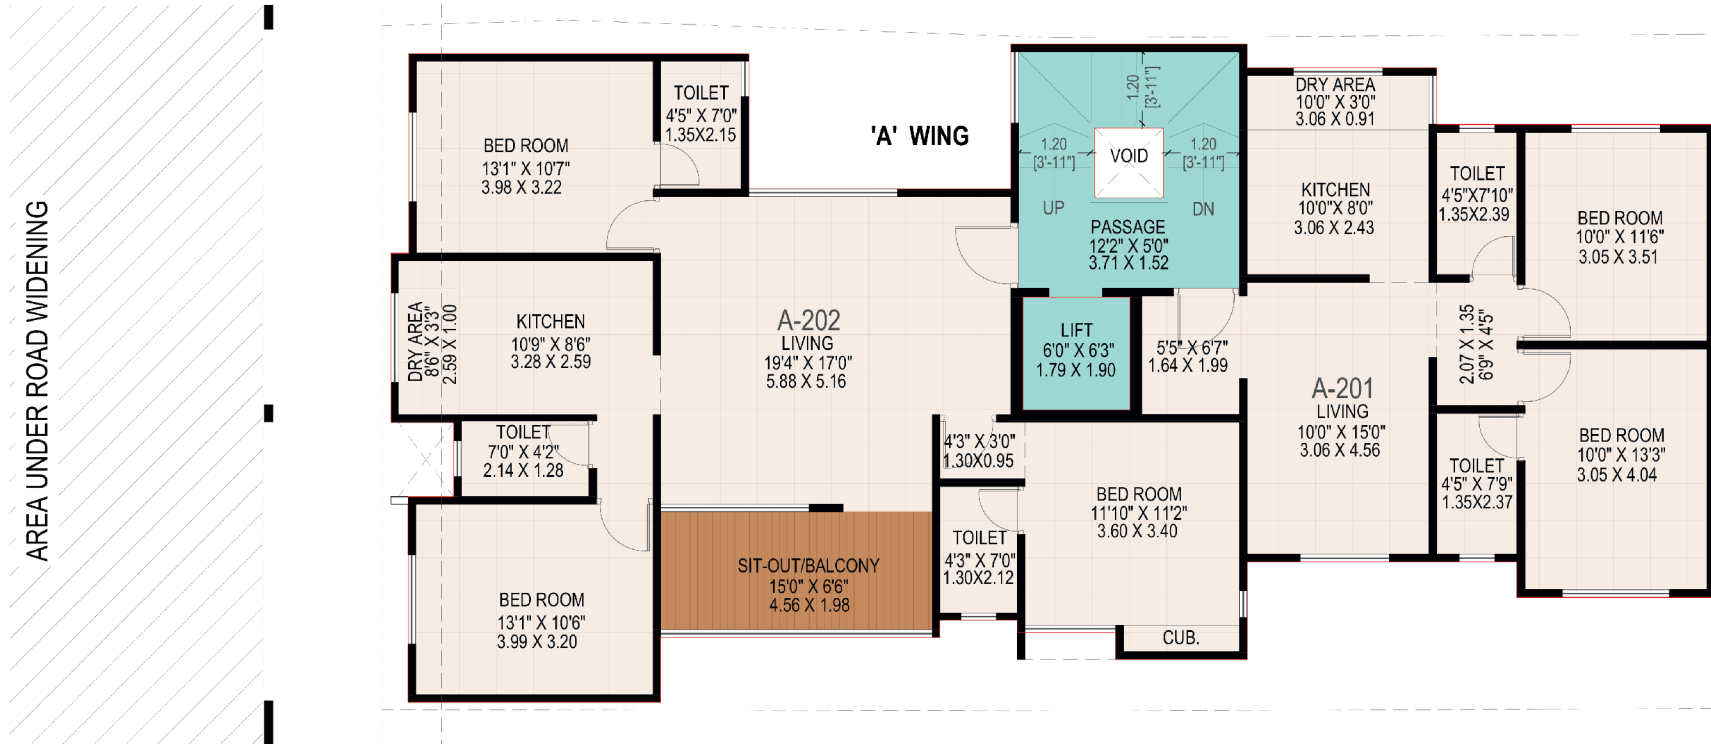 AREA UNDER ROAD WIDENING
'A' WING
BED ROOM
13'1" X 10'7"
3.98 X 3.22
TOILET
4'5" X 7'0"
1.35X2.15
DRY AREA
8'6" X 3'3"
2.59 X 1.00
KITCHEN
10'9" X 8'6"
3.28 X 2.59
TOILET
7'0" X 4'2"
2.14 X 1.28
BED ROOM
13'1" X 10'6"
3.99 X 3.20
A-202
LIVING
19'4" X 17'0"
5.88 X 5.16
SIT-OUT/BALCONY
15'0" X 6'6"
4.56 X 1.98
4'3" X 3'0"
1.30X0.95
TOILET
4'3" X 7'0"
1.30X2.12
BED ROOM
11'10" X 11'2"
3.60 X 3.40
CUB.
1.20
[3'-11"]
1.20
[3'-11"]
VOID
1.20
[3'-11"]
UP
DN
PASSAGE
12'2" X 5'0"
3.71 X 1.52
LIFT
6'0" X 6'3"
1.79 X 1.90
5'5" X 6'7"
1.64 X 1.99
DRY AREA
10'0" X 3'0"
3.06 X 0.91
KITCHEN
10'0"X 8'0"
3.06 X 2.43
A-201
LIVING
10'0" X 15'0"
3.06 X 4.56
TOILET
4'5"X7'10"
1.35X2.39
2.07 X 1.35
6'9" X 4'5"
TOILET
4'5" X 7'9"
1.35X2.37
BED ROOM
10'0" X 11'6"
3.05 X 3.51
BED ROOM
10'0" X 13'3"
3.05 X 4.04